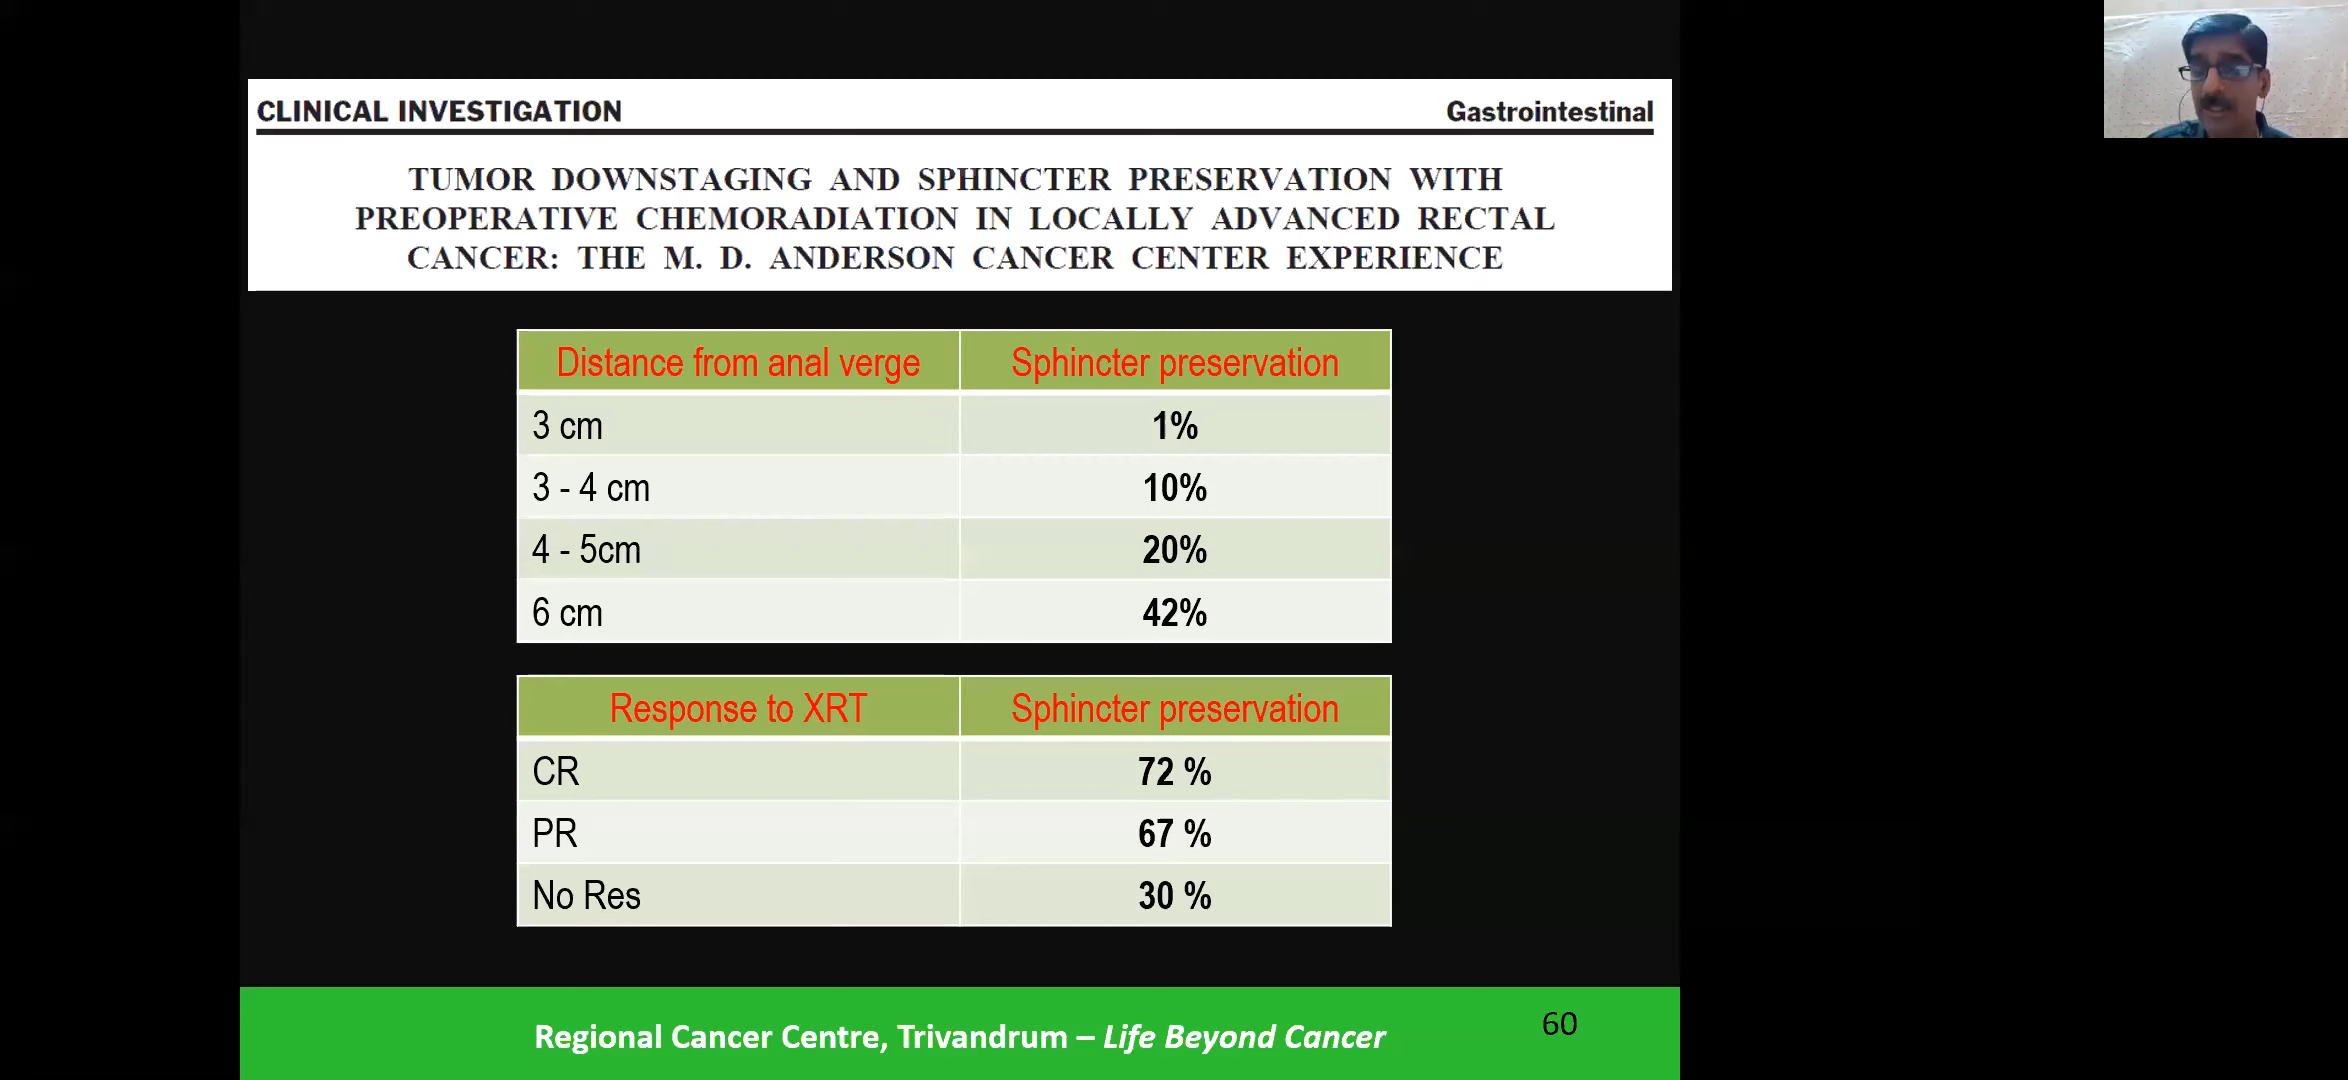 CLINICAL INVESTIGATION Gastrointestinal
TUMOR DOWNSTAGING AND SPHINCTER PRESERVATION WITH
PREOPERATIVE CHEMORADIATION IN LOCALLY ADVANCED RECTAL
CANCER: THE M. D. ANDERSON CANCER CENTER EXPERIENCE
Distance from anal verge Sphincter preservation
3 cm 1%
3 - 4 cm 10%
4 - 5cm 20%
6 cm 42%
Response to XRT Sphincter preservation
CR 72 %
PR 67 %
No Res 30 %
Regional Cancer Centre, Trivandrum – Life Beyond Cancer 60